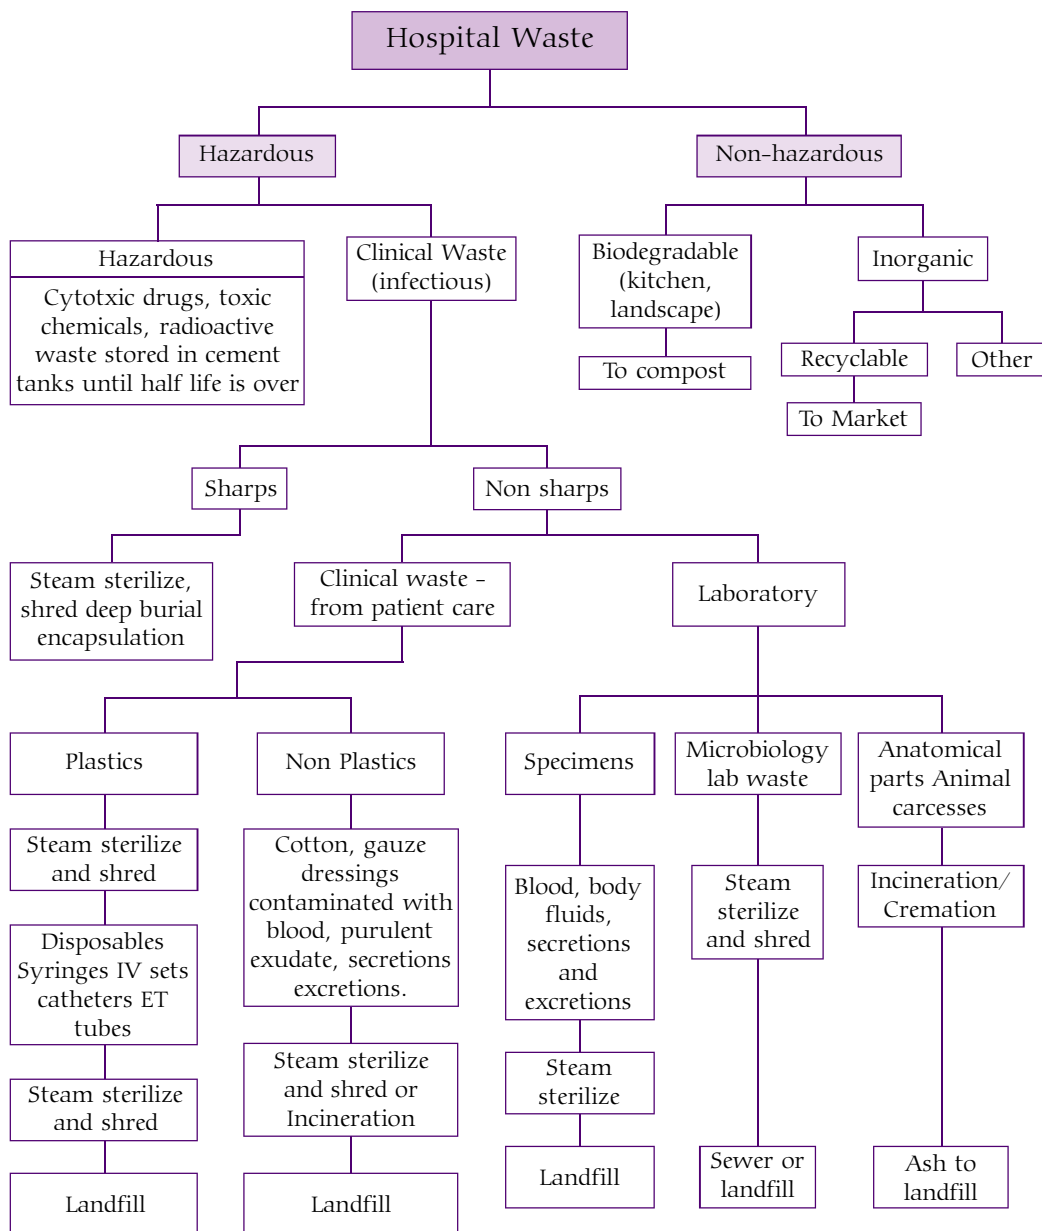 Hospital Waste
Hazardous
Non-hazardous
Hazardous
Cytotxic drugs, toxic
chemicals, radioactive
waste stored in cement
tanks until half life is over
Clinical Waste
(infectious)
Biodegradable
(kitchen,
landscape)
To compost
Inorganic
Recyclable
Other
To Market
Sharps
Non sharps
Steam sterilize,
shred deep burial
encapsulation
Clinical waste -
from patient care
Laboratory
Plastics
Steam sterilize
and shred
Disposables
Syringes IV sets
catheters ET
tubes
Steam sterilize
and shred
Landfill
Non Plastics
Cotton, gauze
dressings
contaminated with
blood, purulent
exudate, secretions
excretions.
Steam sterilize
and shred or
Incineration
Landfill
Specimens
Blood, body
fluids,
secretions
and
excretions
Steam
sterilize
Landfill
Microbiology
lab waste
Steam
sterilize
and shred
Sewer or
landfill
Anatomical
parts Animal
carcesses
Incineration/
Cremation
Ash to
landfill